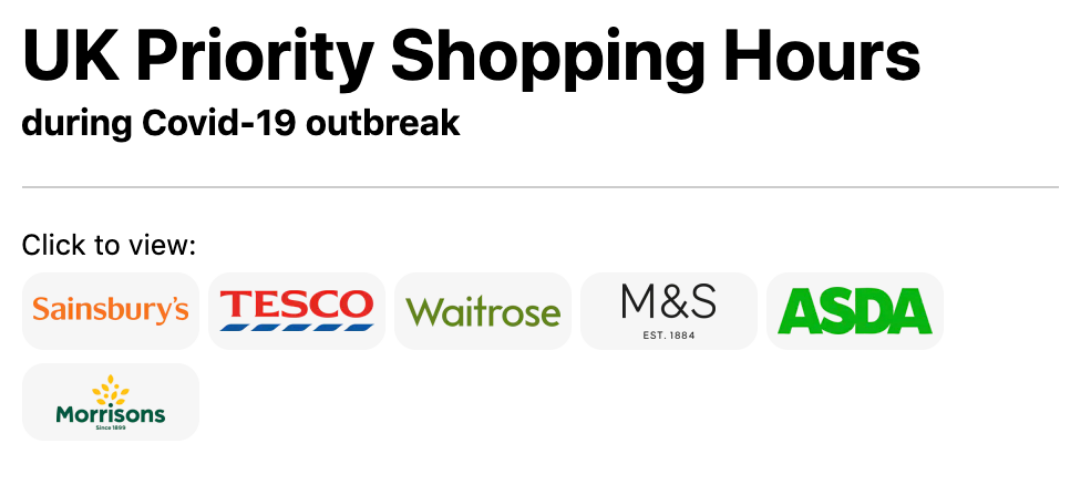 UK Priority Shopping Hours
during Covid-19 outbreak
Click to view:
Sainsbury's TESCO Waitrose M&S ASDA
EST. 1884
Morrisons
Since 1899